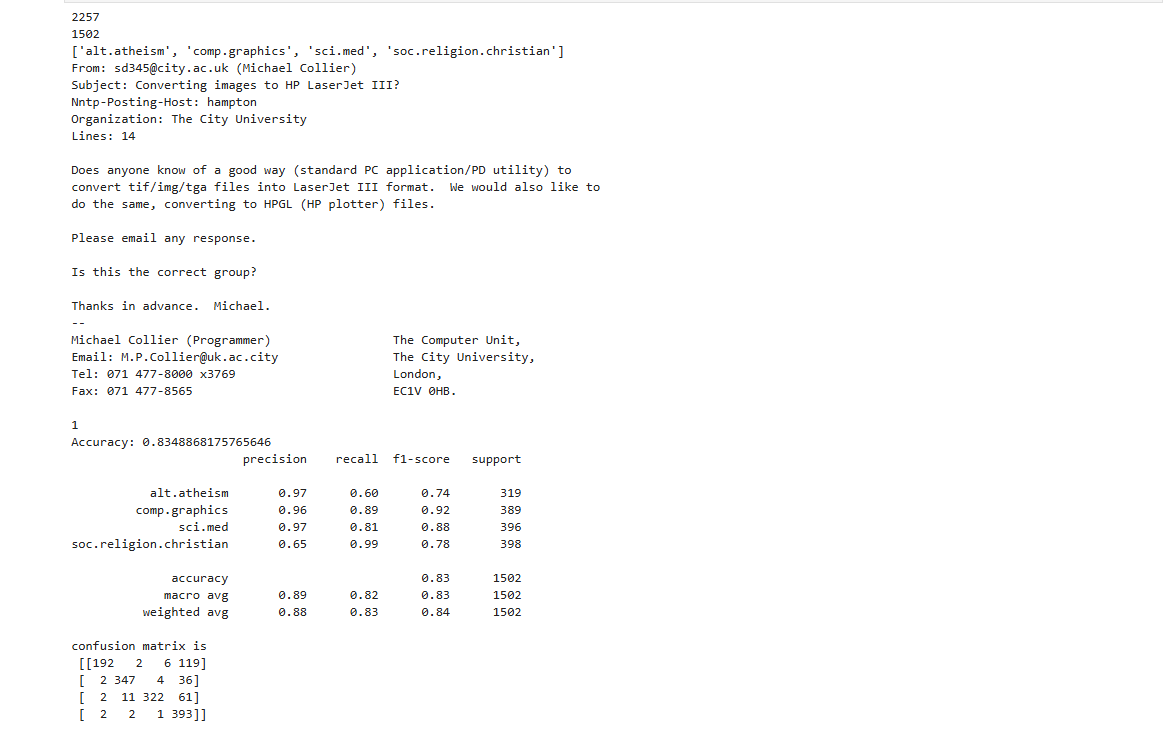 2257
1502
['alt.atheism', 'comp.graphics', 'sci.med', 'soc.religion.christian']
From: sd345@city.ac.uk (Michael Collier)
Subject: Converting images to HP LaserJet III?
Nntp-Posting-Host: hampton
Organization: The City University
Lines: 14

Does anyone know of a good way (standard PC application/PD utility) to
convert tif/img/tga files into LaserJet III format.  We would also like to
do the same, converting to HPGL (HP plotter) files.

Please email any response.

Is this the correct group?

Thanks in advance.  Michael.
--
Michael Collier (Programmer)                 The Computer Unit,
Email: M.P.Collier@uk.ac.city                The City University,
Tel: 071 477-8000 x3769                      London,
Fax: 071 477-8565                            EC1V 0HB.

1
Accuracy: 0.8348868175765646
                        precision    recall  f1-score   support

           alt.atheism       0.97      0.60      0.74       319
         comp.graphics       0.96      0.89      0.92       389
               sci.med       0.97      0.81      0.88       396
soc.religion.christian       0.65      0.99      0.78       398

              accuracy                           0.83      1502
             macro avg       0.89      0.82      0.83      1502
          weighted avg       0.88      0.83      0.84      1502

confusion matrix is
 [[192   2   6 119]
 [  2 347   4  36]
 [  2  11 322  61]
 [  2   2   1 393]]